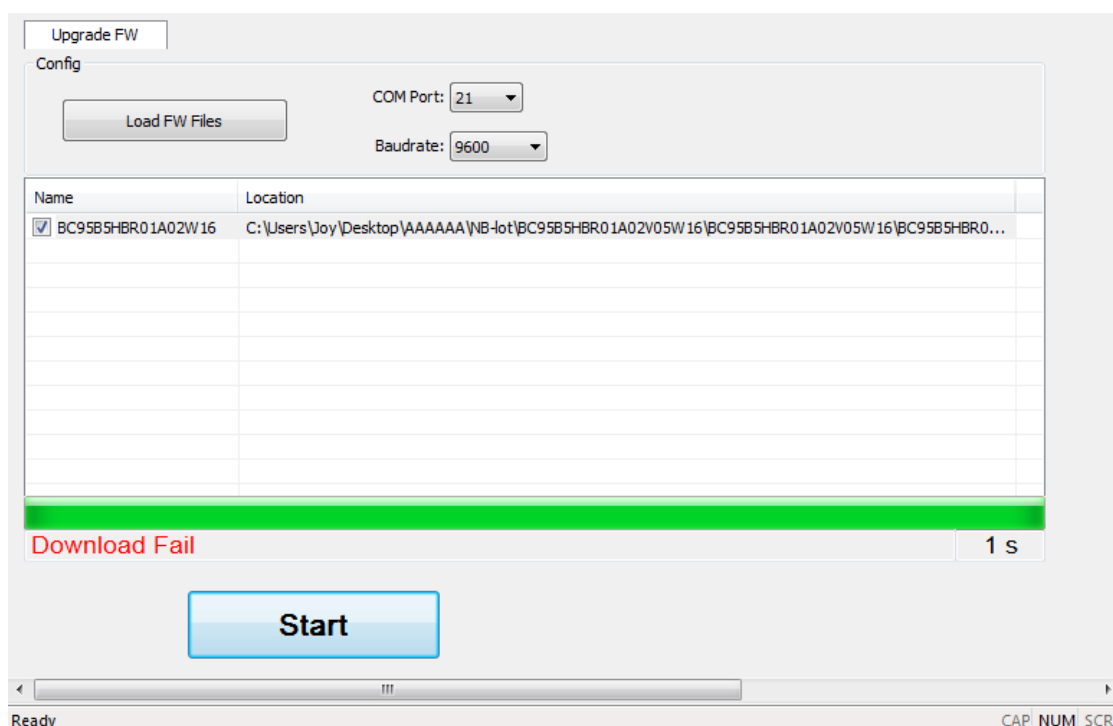 Upgrade FW
Config
Load FW Files
COM Port: 21
Baudrate: 9600
Name Location
BC95B5HBR01A02W16 C:\Users\Joy\Desktop\AAAAAA\NB-Iot\BC95B5HBR01A02V05W16\BC95B5HBR01A02V05W16\BC95B5HBR0...
Download Fail 1 s
Start
Ready CAP NUM SCR